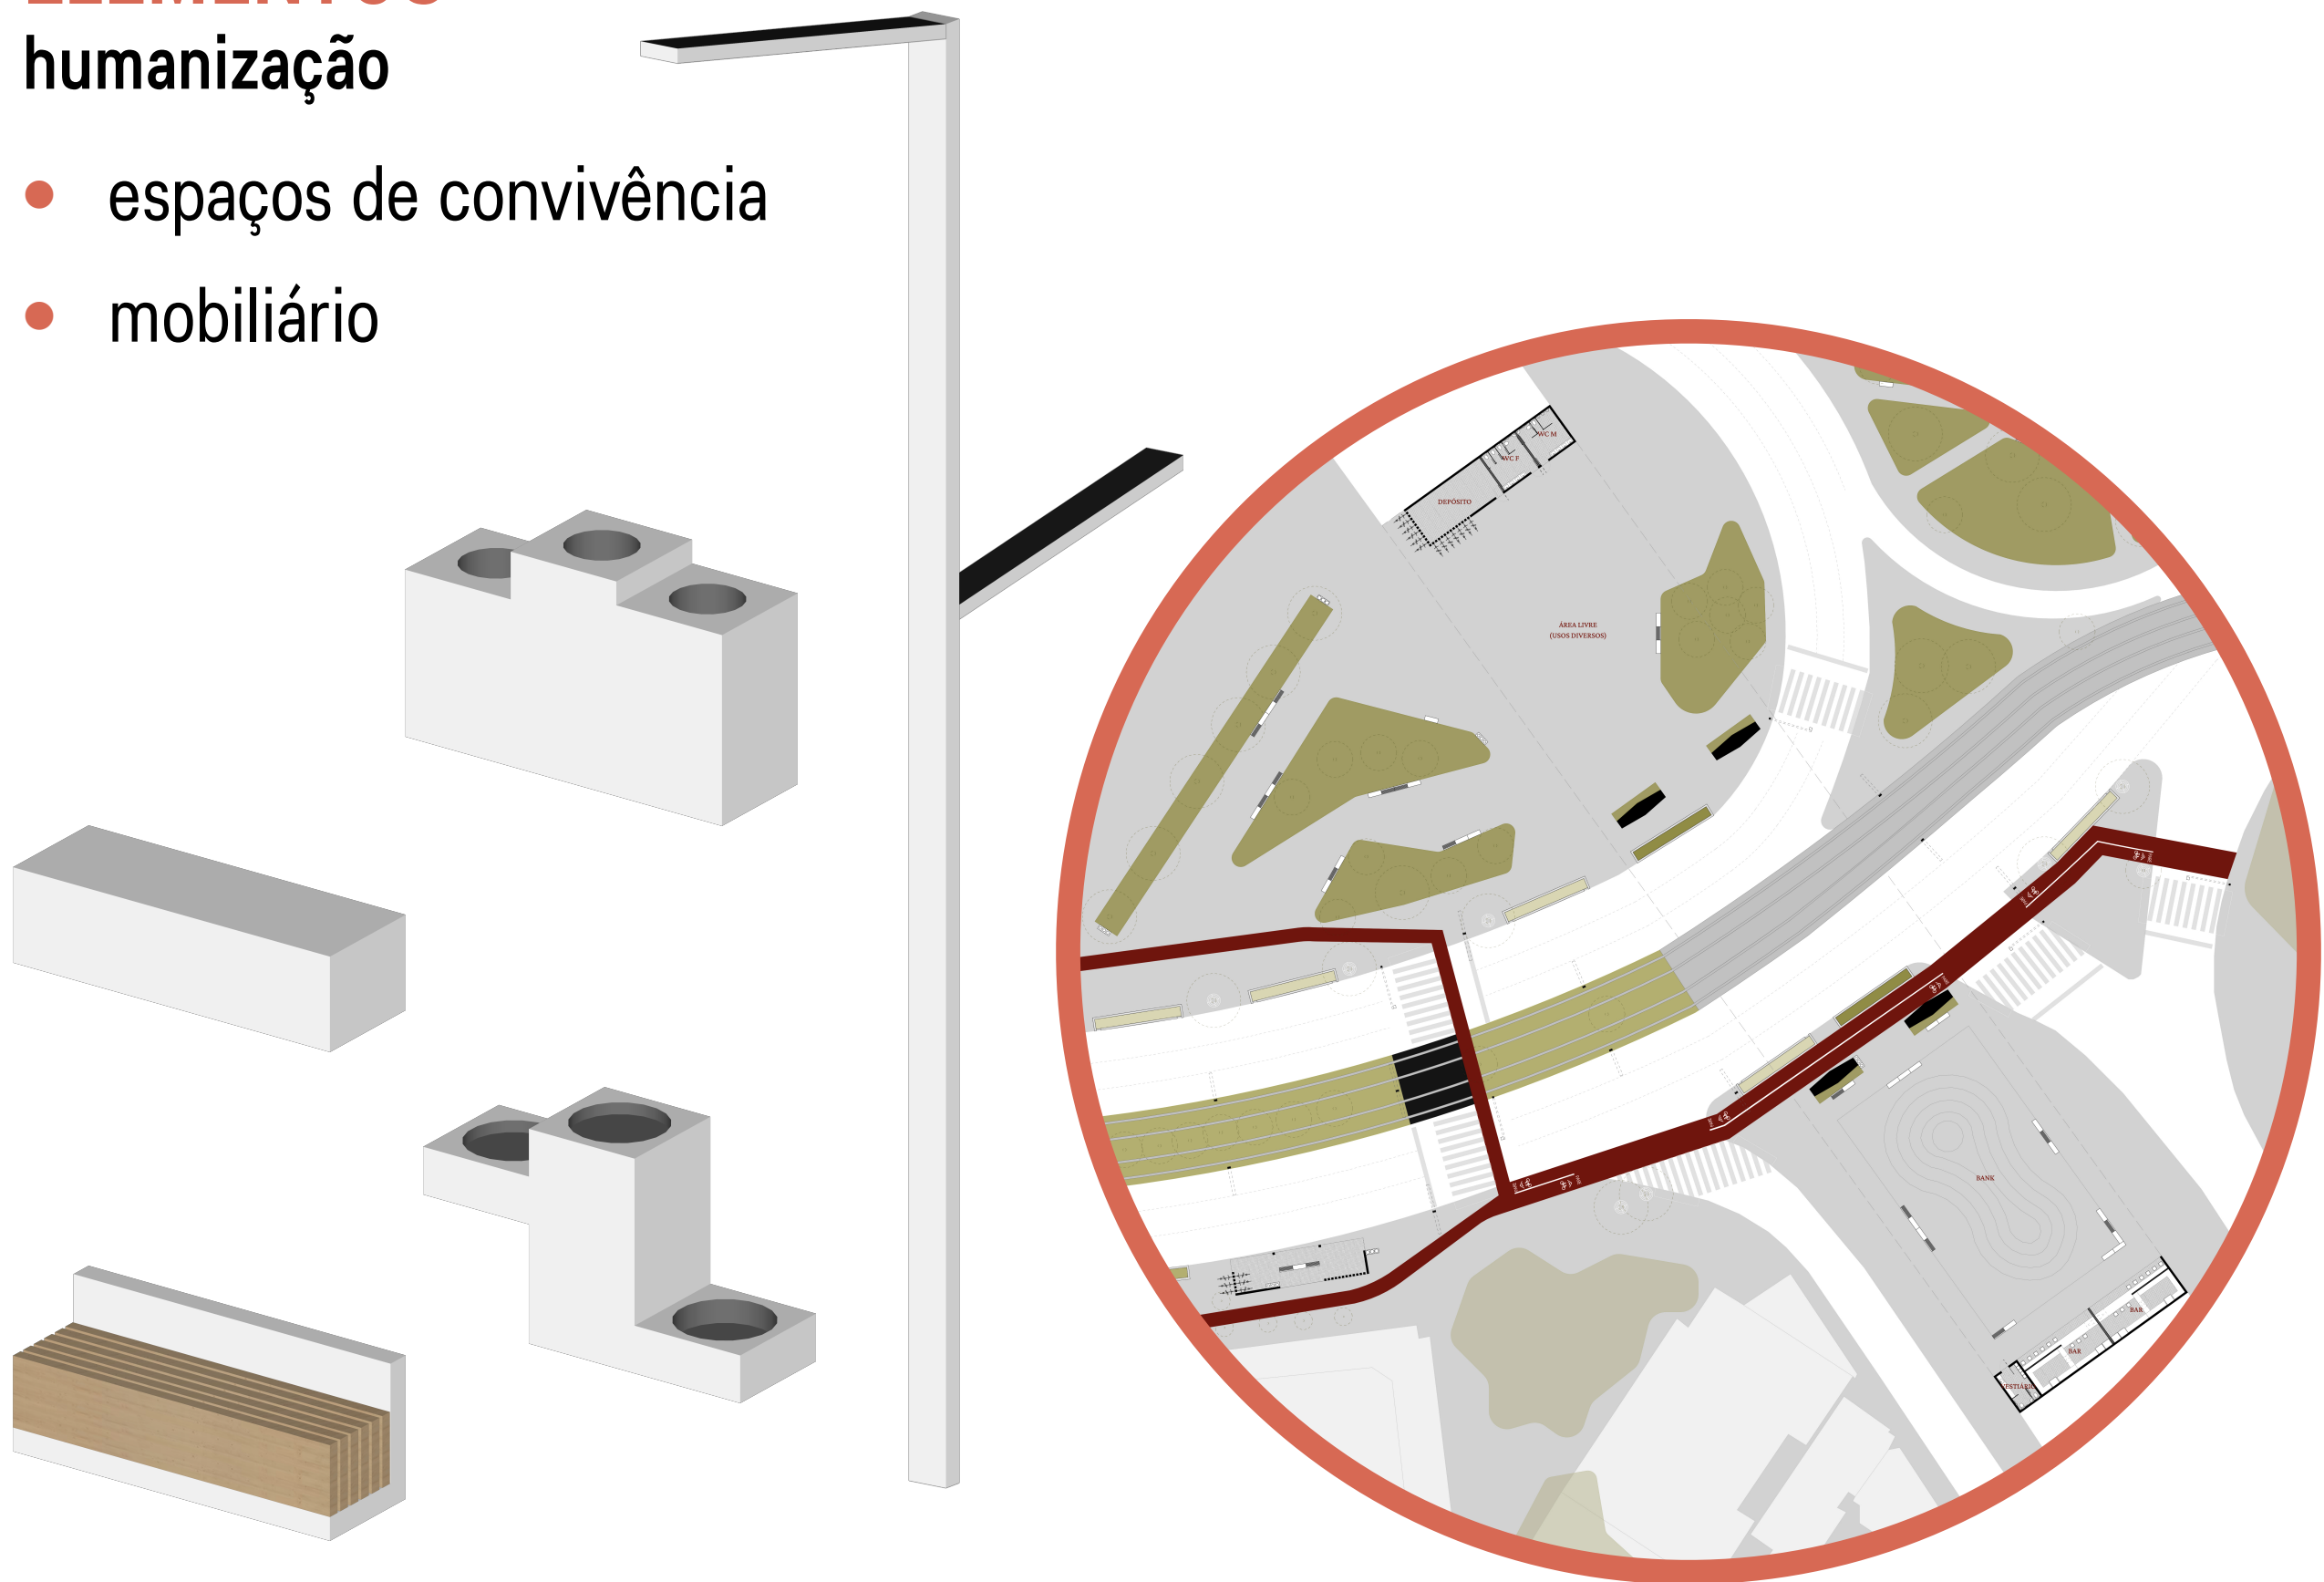 humanização
espaços de convivência
mobiliário
WC M
WC F
DEPÓSITO
ÁREA LIVRE
(USOS DIVERSOS)
BANK
BAR
BAR